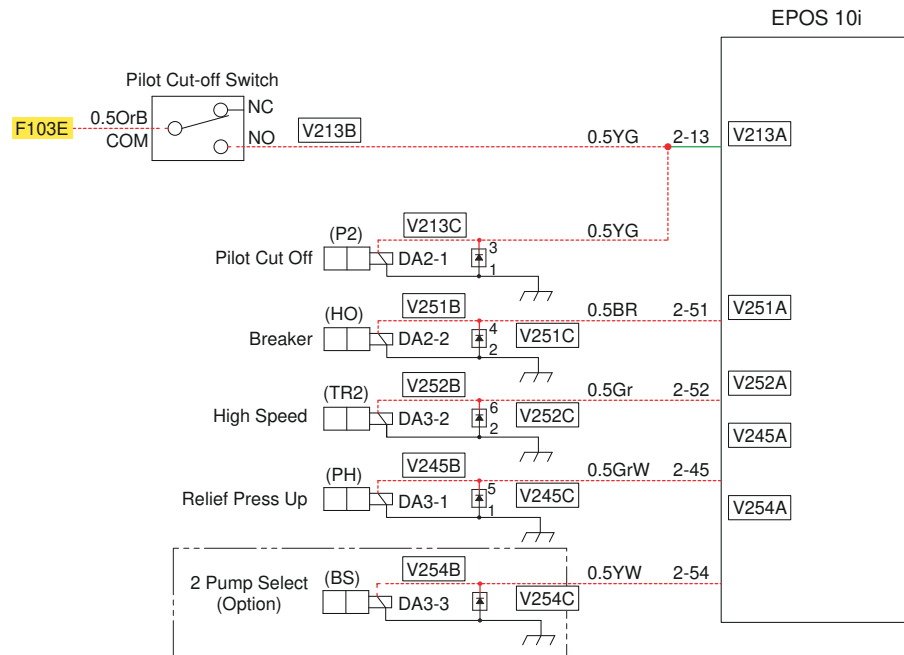 EPOS 10i
Pilot Cut-off Switch
F103E
0.5OrB
COM
NC
NO
V213B
0.5YG
2-13
V213A
V213C
0.5YG
(P2)
Pilot Cut Off
DA2-1
3
1
V251B
0.5BR
2-51
V251A
(HO)
Breaker
DA2-2
4
2
V251C
V252B
0.5Gr
2-52
V252A
(TR2)
High Speed
DA3-2
6
2
V252C
V245A
V245B
0.5GrW
2-45
(PH)
Relief Press Up
DA3-1
5
1
V245C
V254A
V254B
0.5YW
2-54
2 Pump Select
(Option)
(BS)
DA3-3
V254C